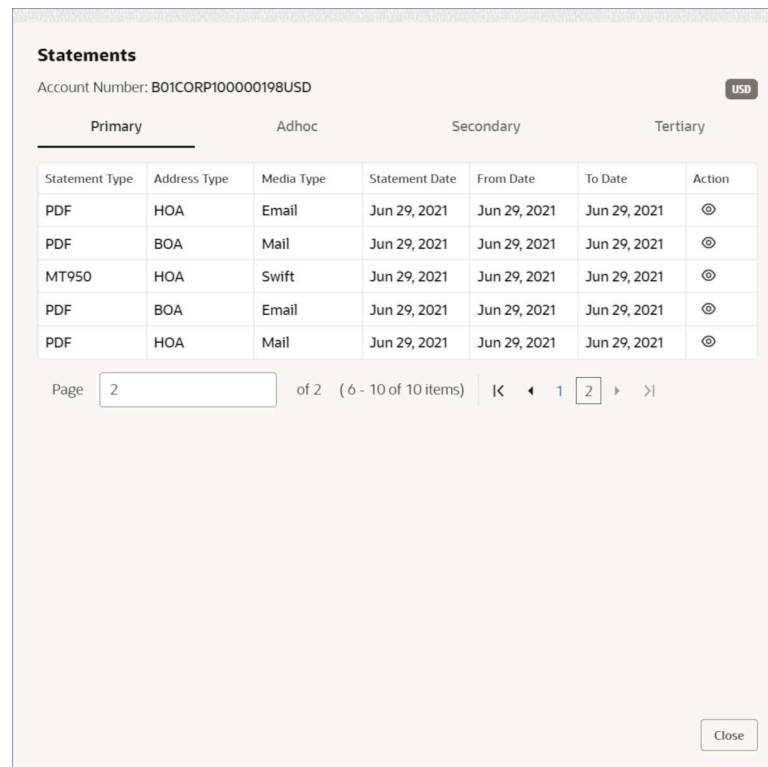 Statements
Account Number: B01CORP100000198USD USD
Primary Adhoc Secondary Tertiary
Statement Type Address Type Media Type Statement Date From Date To Date Action
PDF HOA Email Jun 29, 2021 Jun 29, 2021 Jun 29, 2021
PDF BOA Mail Jun 29, 2021 Jun 29, 2021 Jun 29, 2021
MT950 HOA Swift Jun 29, 2021 Jun 29, 2021 Jun 29, 2021
PDF BOA Email Jun 29, 2021 Jun 29, 2021 Jun 29, 2021
PDF HOA Mail Jun 29, 2021 Jun 29, 2021 Jun 29, 2021
Page 2 of 2 ( 6 - 10 of 10 items) 1 2
Close